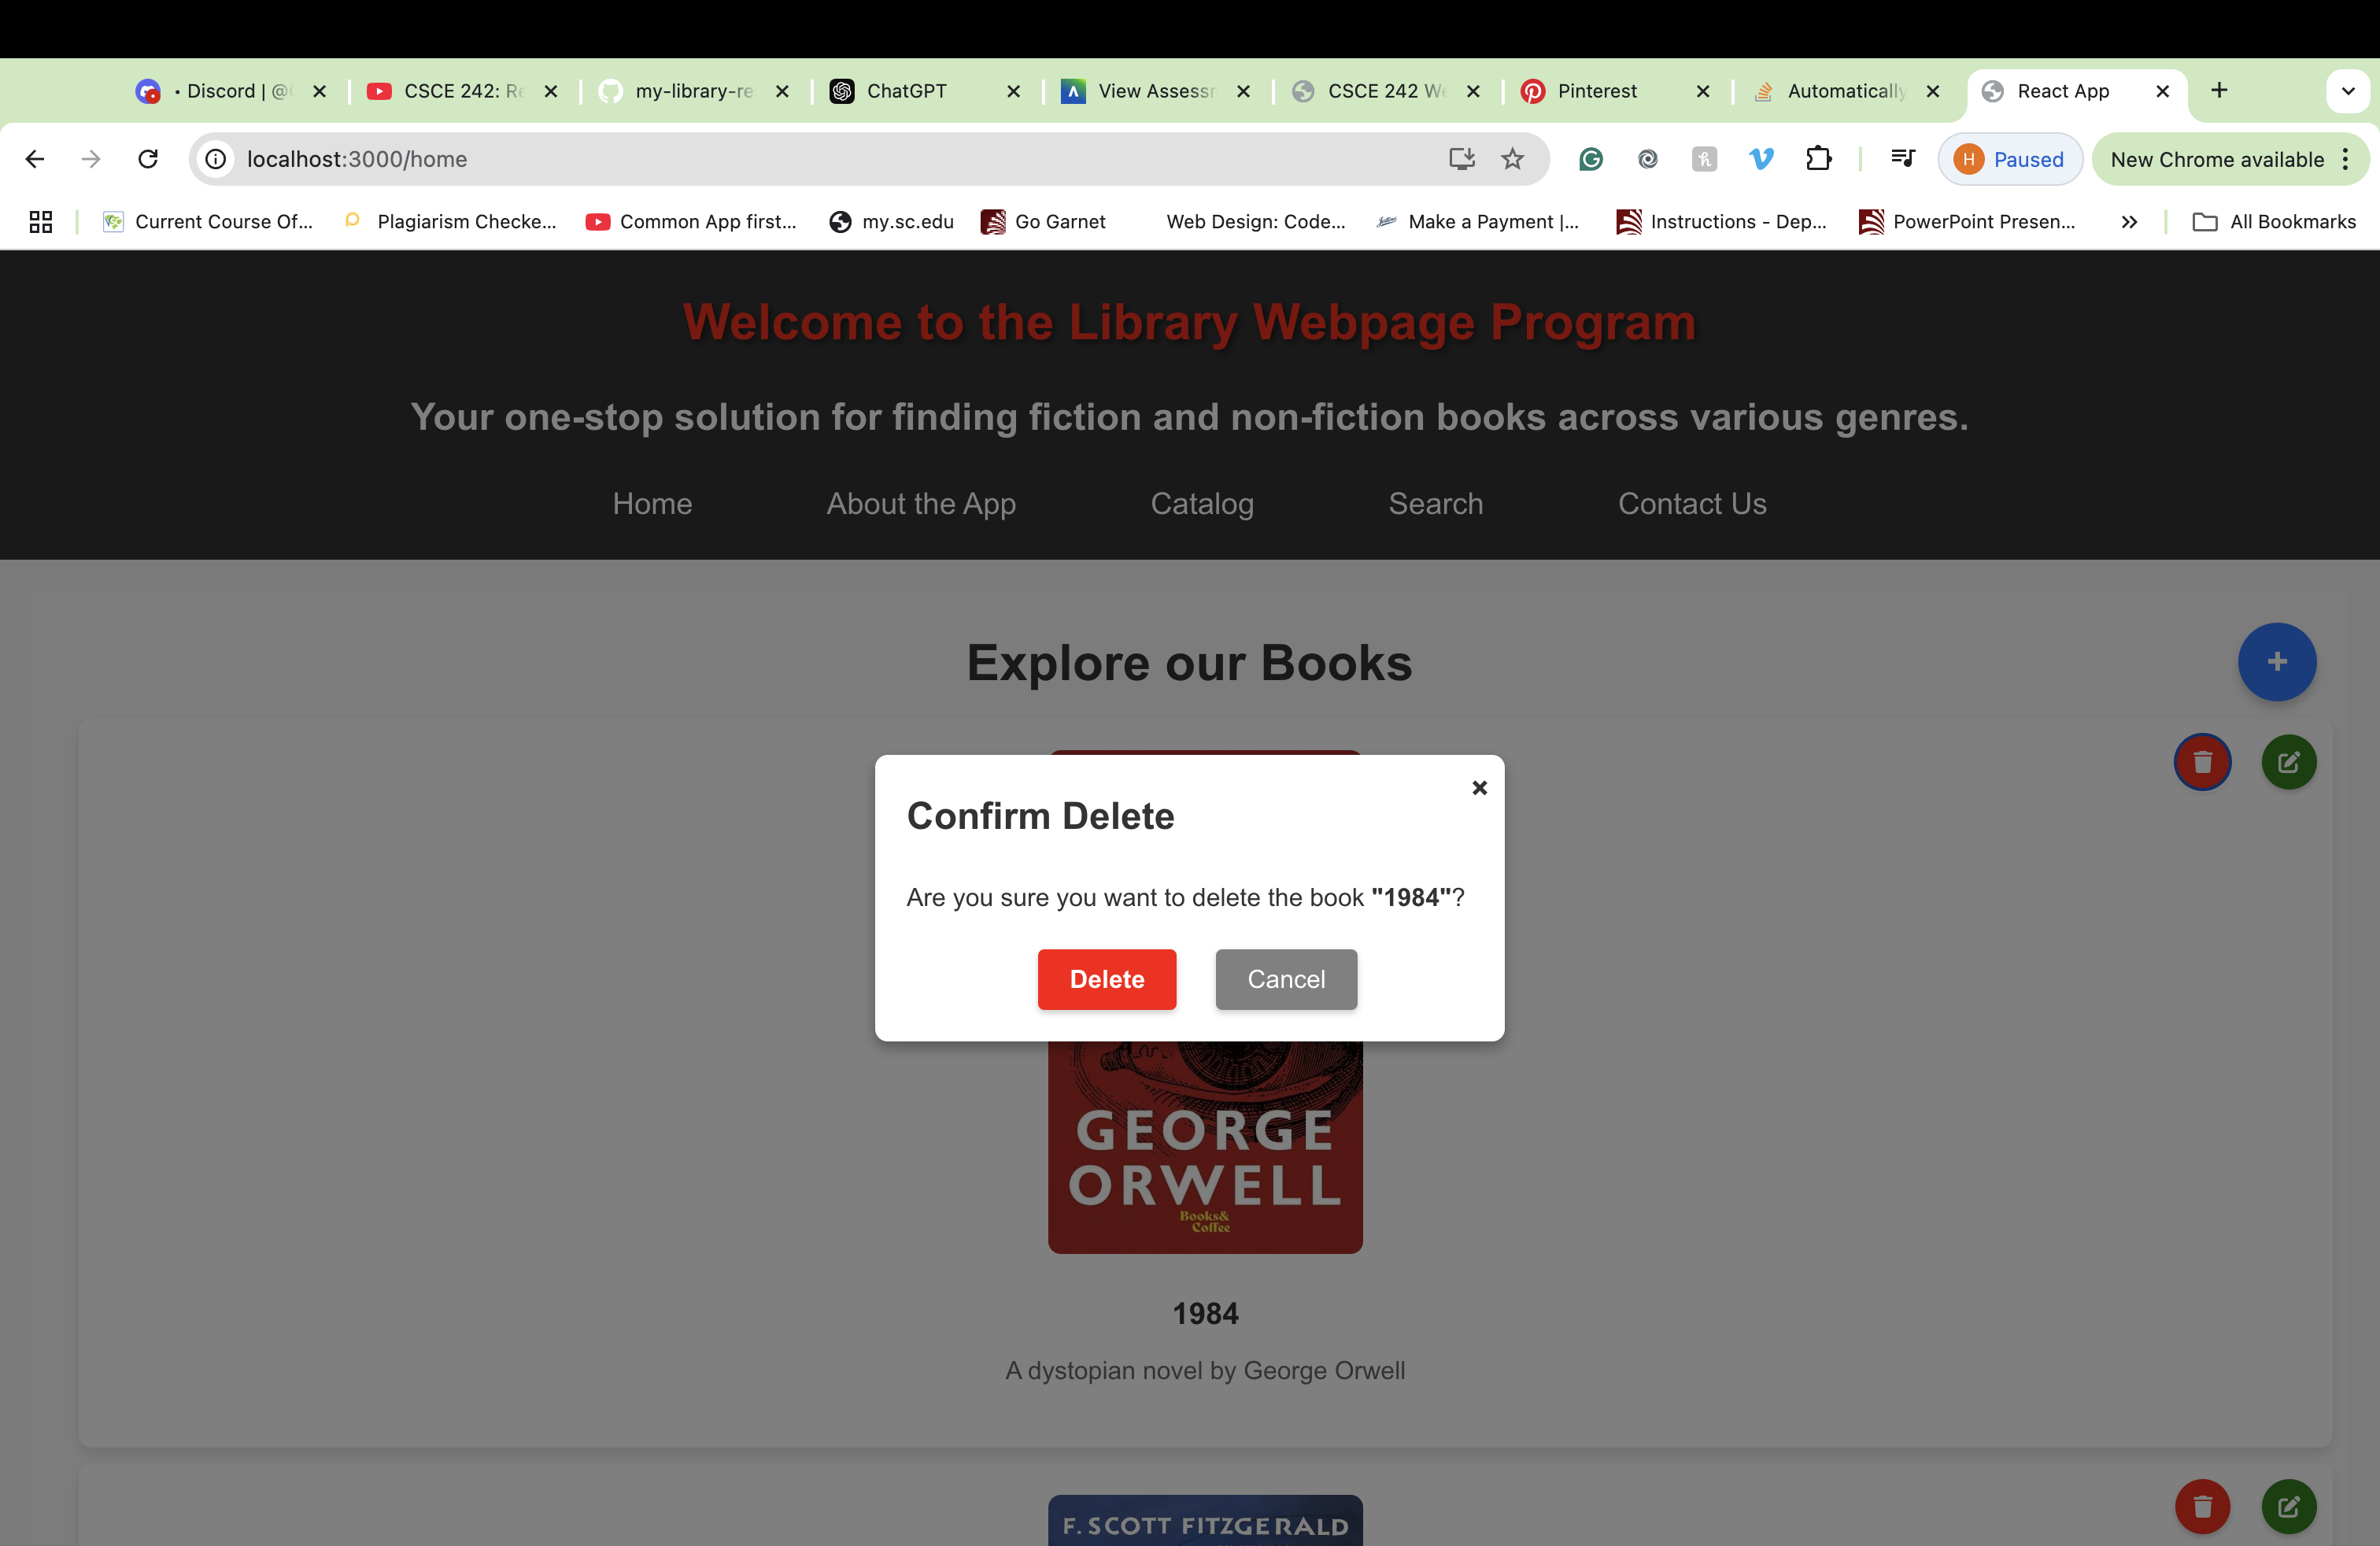 • Discord | @
CSCE 242: Re
my-library-re
ChatGPT
View Assessm
CSCE 242 We
Pinterest
Automatically
React App
localhost:3000/home
H
Paused
New Chrome available
Current Course Of...
Plagiarism Checke...
Common App first...
my.sc.edu
Go Garnet
Web Design: Code...
Make a Payment |...
Instructions - Dep...
PowerPoint Presen...
All Bookmarks
Welcome to the Library Webpage Program
Your one-stop solution for finding fiction and non-fiction books across various genres.
Home
About the App
Catalog
Search
Contact Us
Explore our Books
+
Confirm Delete
Are you sure you want to delete the book "1984"?
Delete
Cancel
GEORGE
ORWELL
Books&
Coffee
1984
A dystopian novel by George Orwell
F. SCOTT FITZGERALD